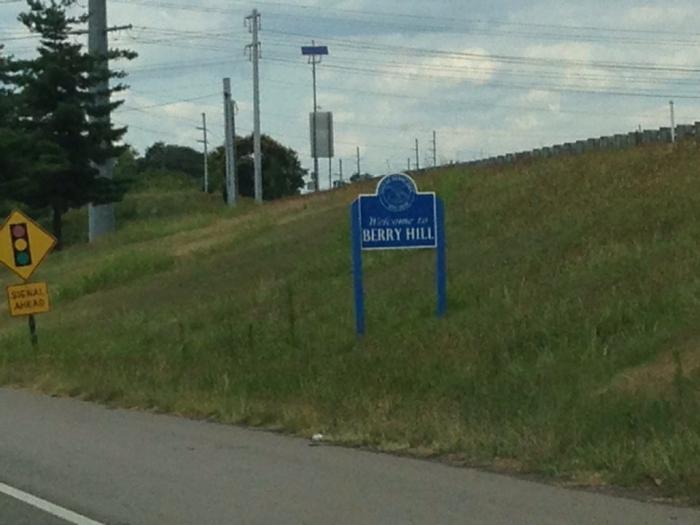 Welcome to
BERRY HILL
SIGNAL
AHEAD